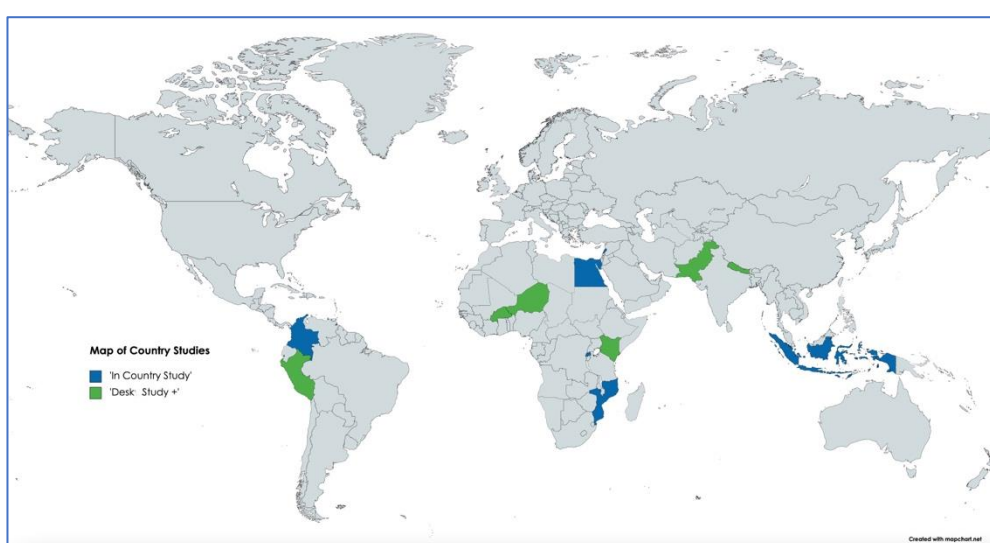 Map of Country Studies
'In Country Study'
'Desk Study +'
Created with mapchart.net